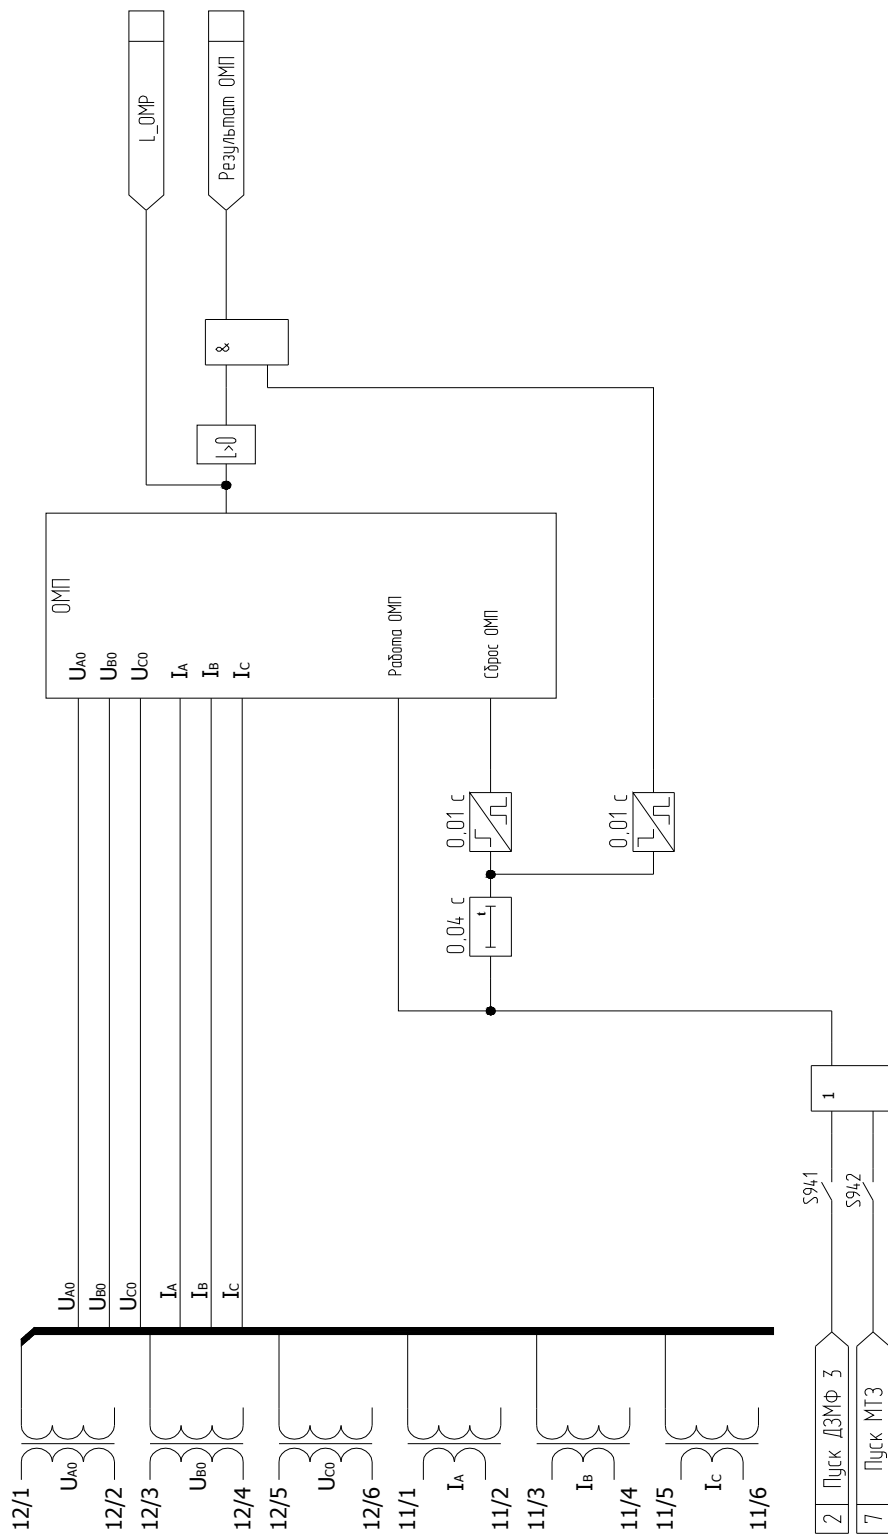 L_OMP
Результат ОМП
&
L>0
ОМП
UA0
UB0
UC0
IA
IB
IC
Работа ОМП
Сброс ОМП
0,01 с
0,01 с
0,04 с
t
1
S941
S942
UA0
UB0
UC0
IA
IB
IC
12/1
UA0
12/2
12/3
UB0
12/4
12/5
UC0
12/6
11/1
IA
11/2
11/3
IB
11/4
11/5
IC
11/6
2 Пуск ДЗМФ 3
7 Пуск МТЗ